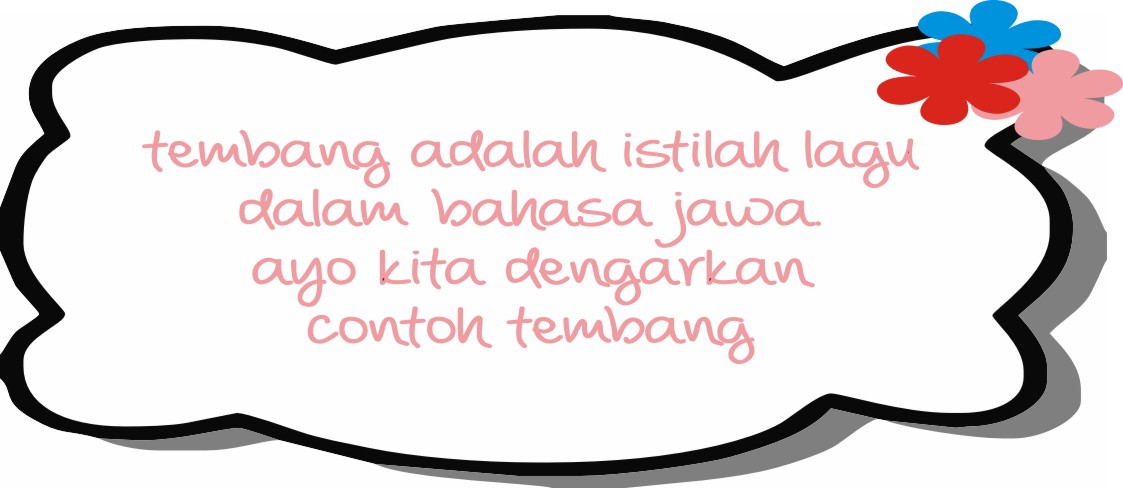 tembang adalah istilah lagu
dalam bahasa jawa.
ayo kita dengarkan
contoh tembang